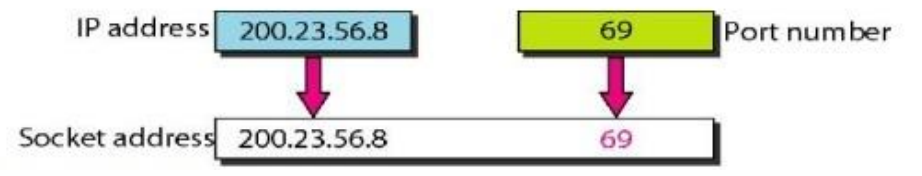 IP address 200.23.56.8 69 Port number
Socket address 200.23.56.8 69